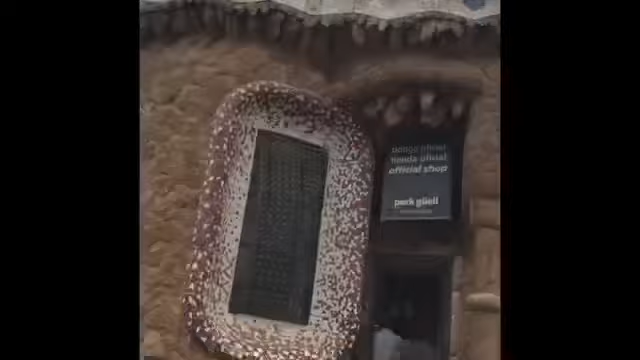 botiga oficial
tienda oficial
official shop
park güell